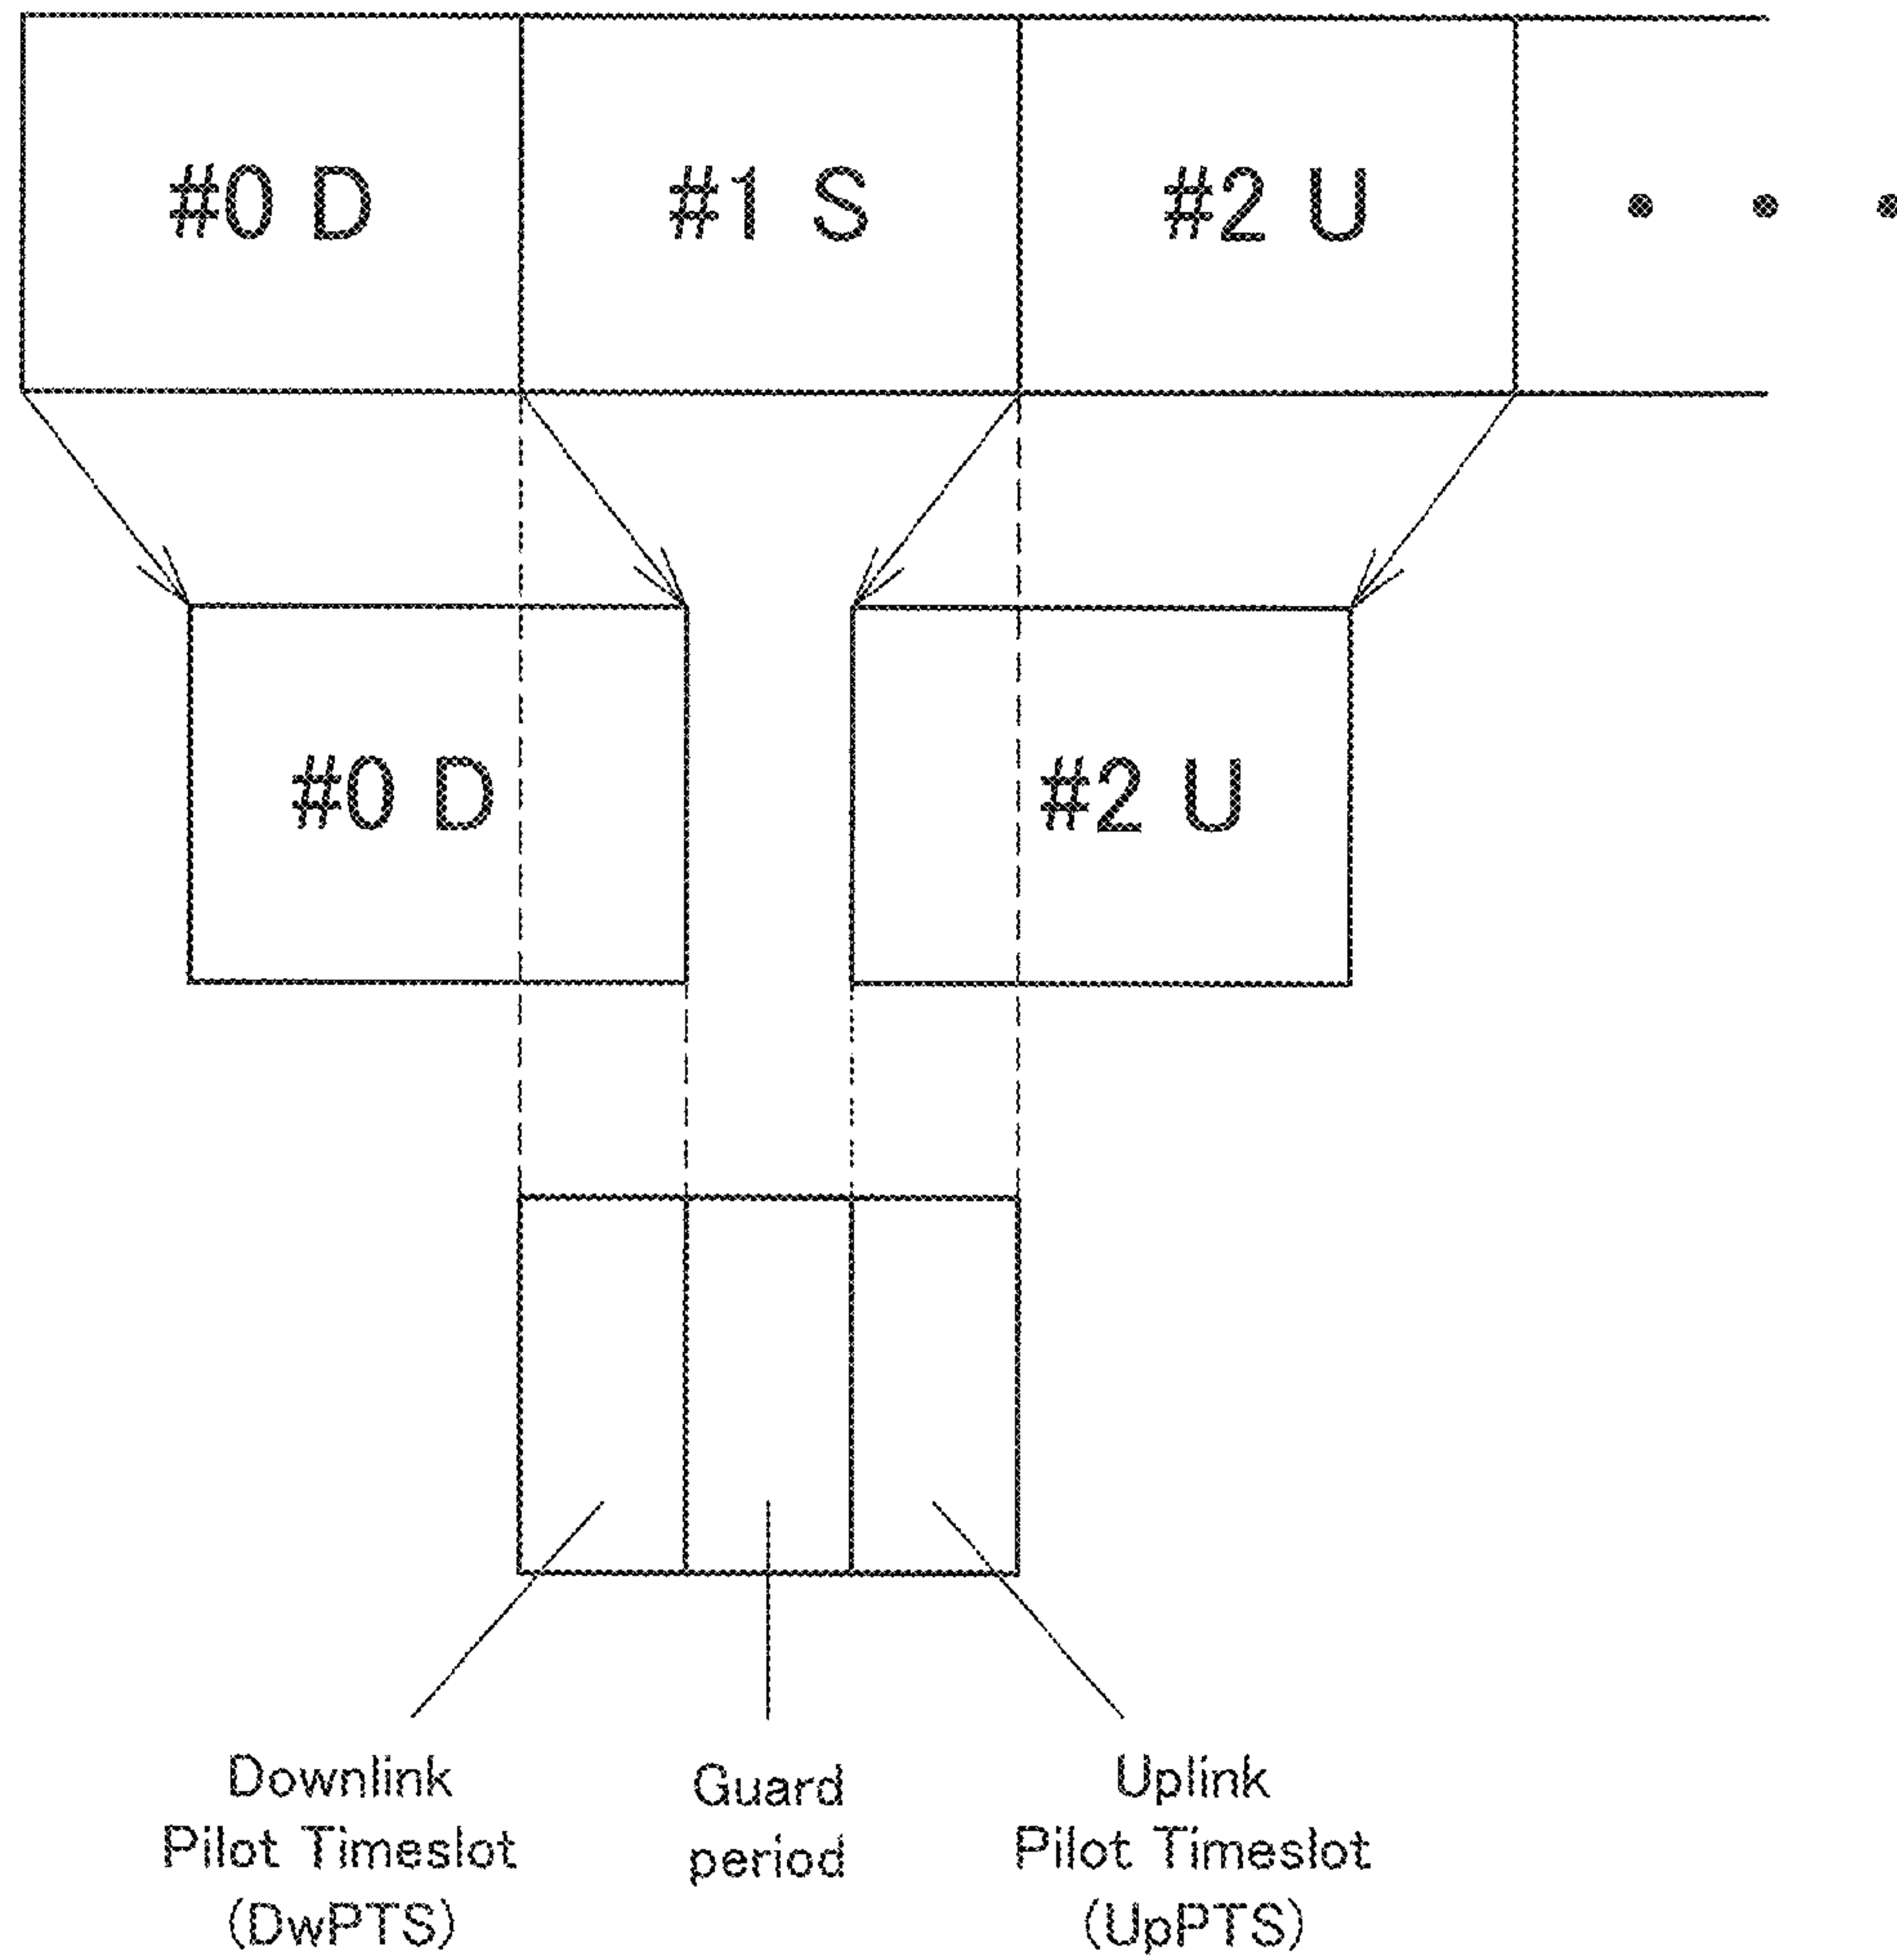 #0 D
#1 S
#2 U
#0 D
#2 U
Downlink
Pilot Timeslot
(DwPTS)
Guard
period
Uplink
Pilot Timeslot
(UpPTS)